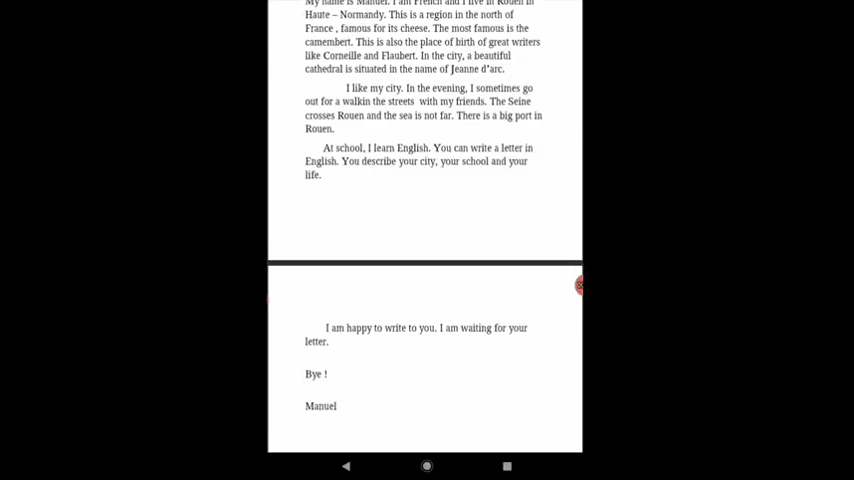 My name is Manuel. I am French and I live in Rouen in
Haute – Normandy. This is a region in the north of
France , famous for its cheese. The most famous is the
camembert. This is also the place of birth of great writers
like Corneille and Flaubert. In the city, a beautiful
cathedral is situated in the name of Jeanne d'arc.
I like my city. In the evening, I sometimes go
out for a walkin the streets with my friends. The Seine
crosses Rouen and the sea is not far. There is a big port in
Rouen.
At school, I learn English. You can write a letter in
English. You describe your city, your school and your
life.
I am happy to write to you. I am waiting for your
letter.
Bye !
Manuel